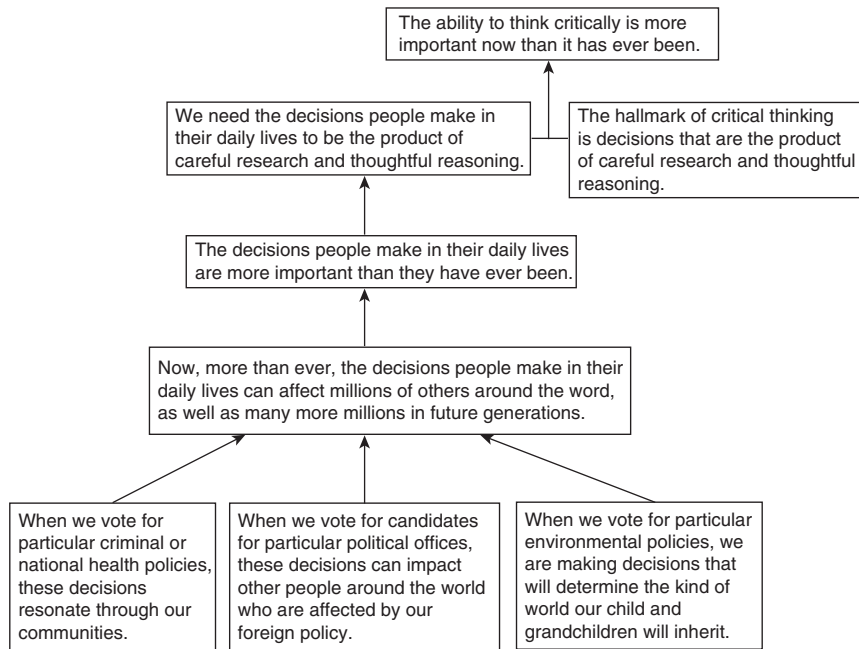 The ability to think critically is more
important now than it has ever been.
We need the decisions people make in
their daily lives to be the product of
careful research and thoughtful reasoning.
The hallmark of critical thinking
is decisions that are the product
of careful research and thoughtful
reasoning.
The decisions people make in their daily lives
are more important than they have ever been.
Now, more than ever, the decisions people make in their
daily lives can affect millions of others around the word,
as well as many more millions in future generations.
When we vote for
particular criminal or
national health policies,
these decisions
resonate through our
communities.
When we vote for candidates
for particular political offices,
these decisions can impact
other people around the world
who are affected by our
foreign policy.
When we vote for particular
environmental policies, we
are making decisions that
will determine the kind of
world our child and
grandchildren will inherit.